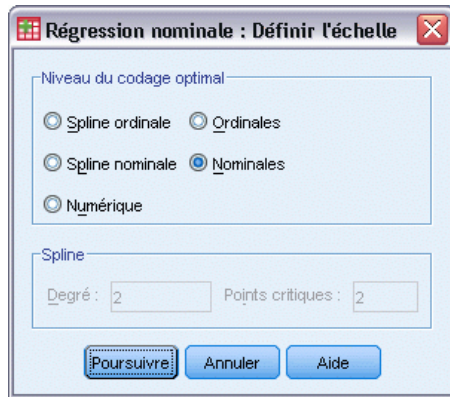 Régression nominale : Définir l'échelle
Niveau du codage optimal
Spline ordinale Ordinales
Spline nominale Nominales
Numérique
Spline
Degré : 2 Points critiques : 2
Poursuivre Annuler Aide